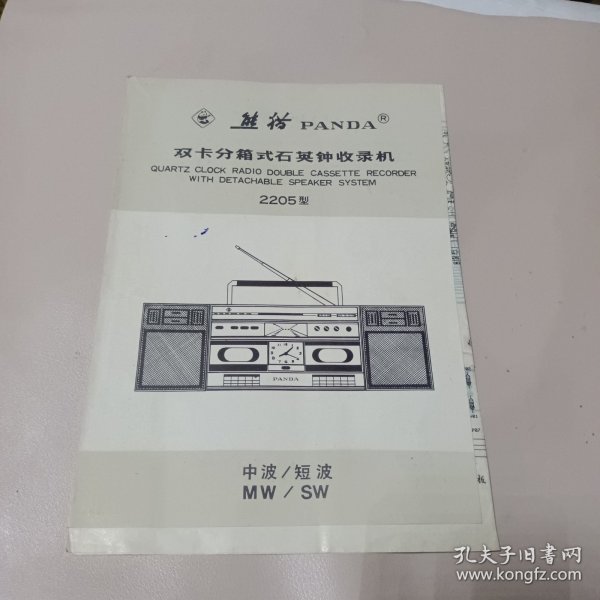 熊猫 PANDA®
双卡分箱式石英钟收录机
QUARTZ CLOCK RADIO DOUBLE CASSETTE RECORDER
WITH DETACHABLE SPEAKER SYSTEM
2205型
PANDA
中波/短波
MW / SW
孔夫子旧书网
www.kongfz.com